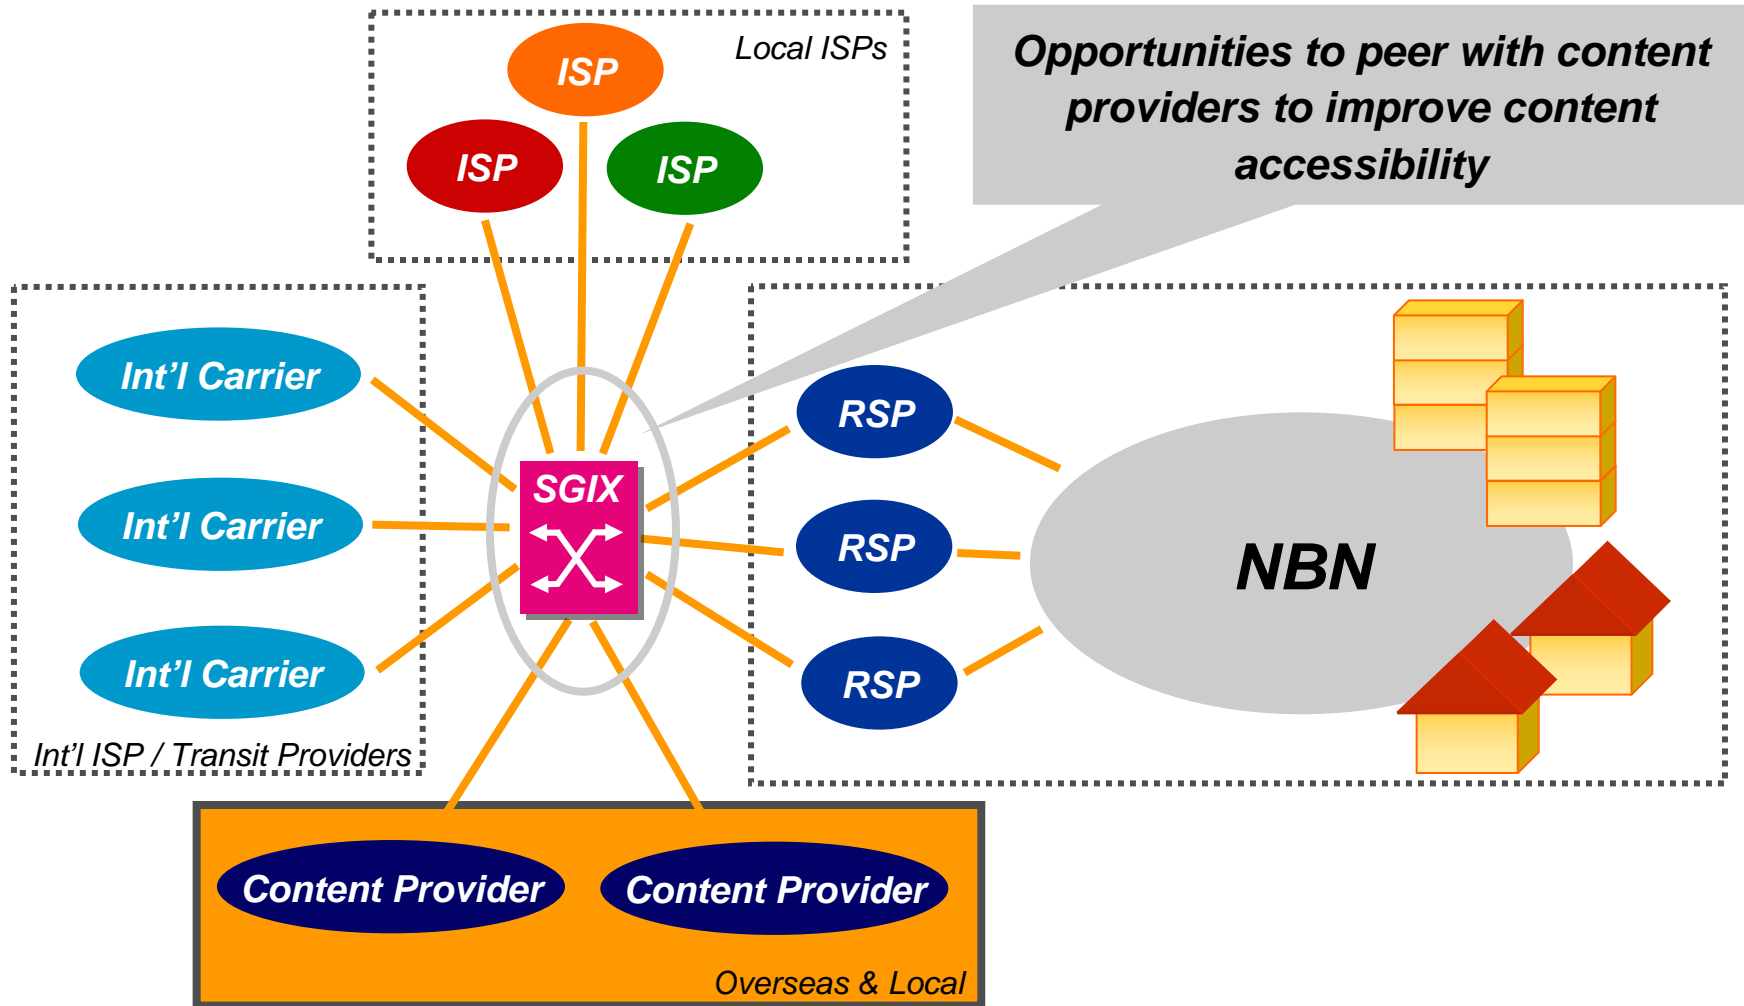 Local ISPs
ISP
ISP
ISP
Opportunities to peer with content
providers to improve content
accessibility
Int'l Carrier
Int'l Carrier
Int'l Carrier
Int'l ISP / Transit Providers
SGIX
RSP
RSP
RSP
NBN
Content Provider
Content Provider
Overseas & Local